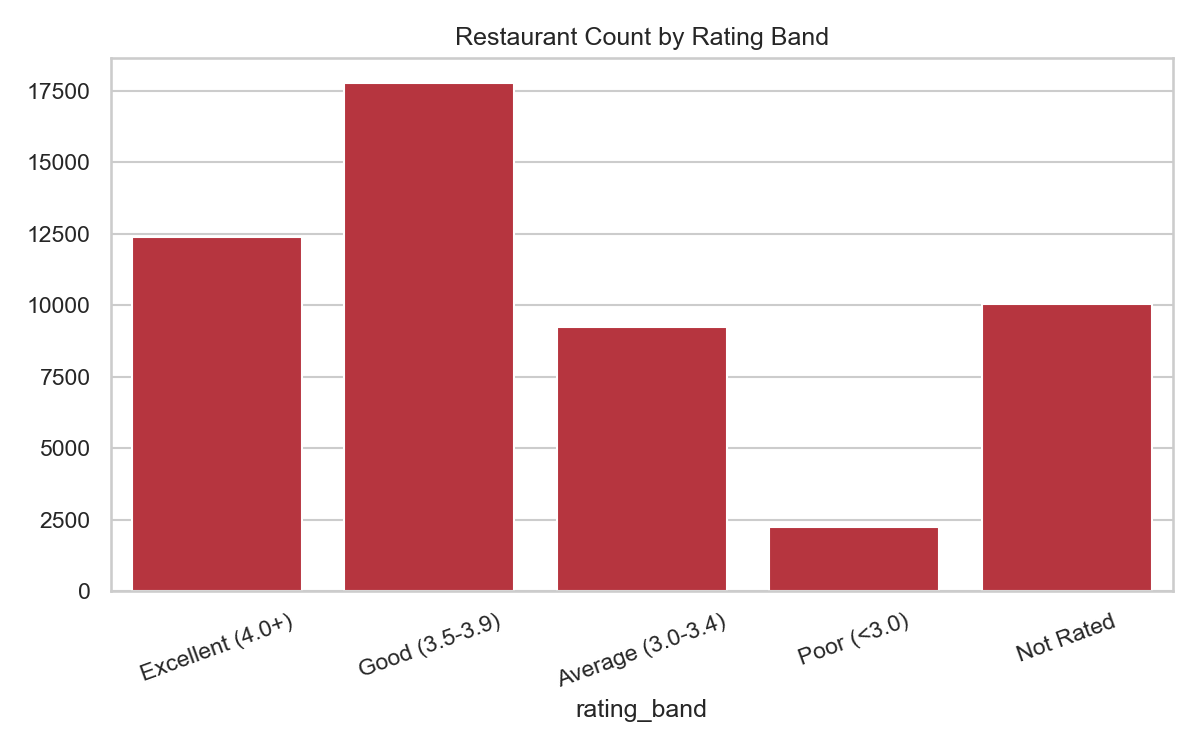 Restaurant Count by Rating Band
17500
15000
12500
10000
7500
5000
2500
0
Excellent (4.0+)
Good (3.5-3.9)
Average (3.0-3.4)
Poor (<3.0)
Not Rated
rating_band